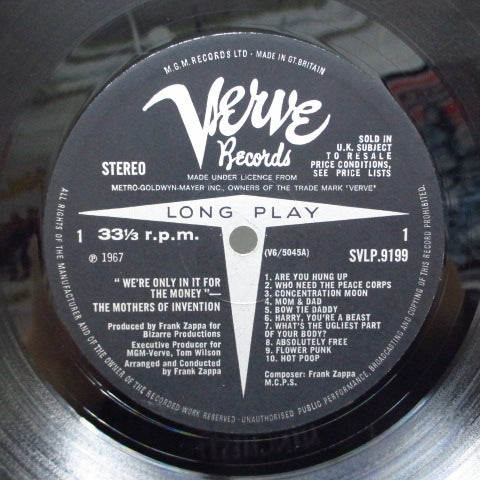 M.G.M. RECORDS LTD · MADE IN GT. BRITAIN
Verve
Records
STEREO
SOLD IN
U.K. SUBJECT
TO RESALE
PRICE CONDITIONS,
SEE PRICE LISTS
MADE UNDER LICENCE FROM
METRO-GOLDWYN-MAYER INC., OWNERS OF THE TRADE MARK "VERVE"
LONG PLAY
1 33⅓ r.p.m.
1
℗ 1967
(V6/5045A)
SVLP.9199
"WE'RE ONLY IN IT FOR
THE MONEY"—
THE MOTHERS OF INVENTION
Produced by Frank Zappa for
Bizarre Productions
Executive Producer for
MGM-Verve, Tom Wilson
Arranged and Conducted
by Frank Zappa
1. ARE YOU HUNG UP
2. WHO NEED THE PEACE CORPS
3. CONCENTRATION MOON
4. MOM & DAD
5. BOW TIE DADDY
6. HARRY, YOU'RE A BEAST
7. WHAT'S THE UGLIEST PART
OF YOUR BODY?
8. ABSOLUTELY FREE
9. FLOWER PUNK
10. HOT POOP
Composer: Frank Zappa
M.C.P.S.
ALL RIGHTS OF THE MANUFACTURER AND OF THE OWNER OF THE RECORDED WORK RESERVED · UNAUTHORISED PUBLIC PERFORMANCE, BROADCASTING AND COPYING OF THIS RECORD PROHIBITED.